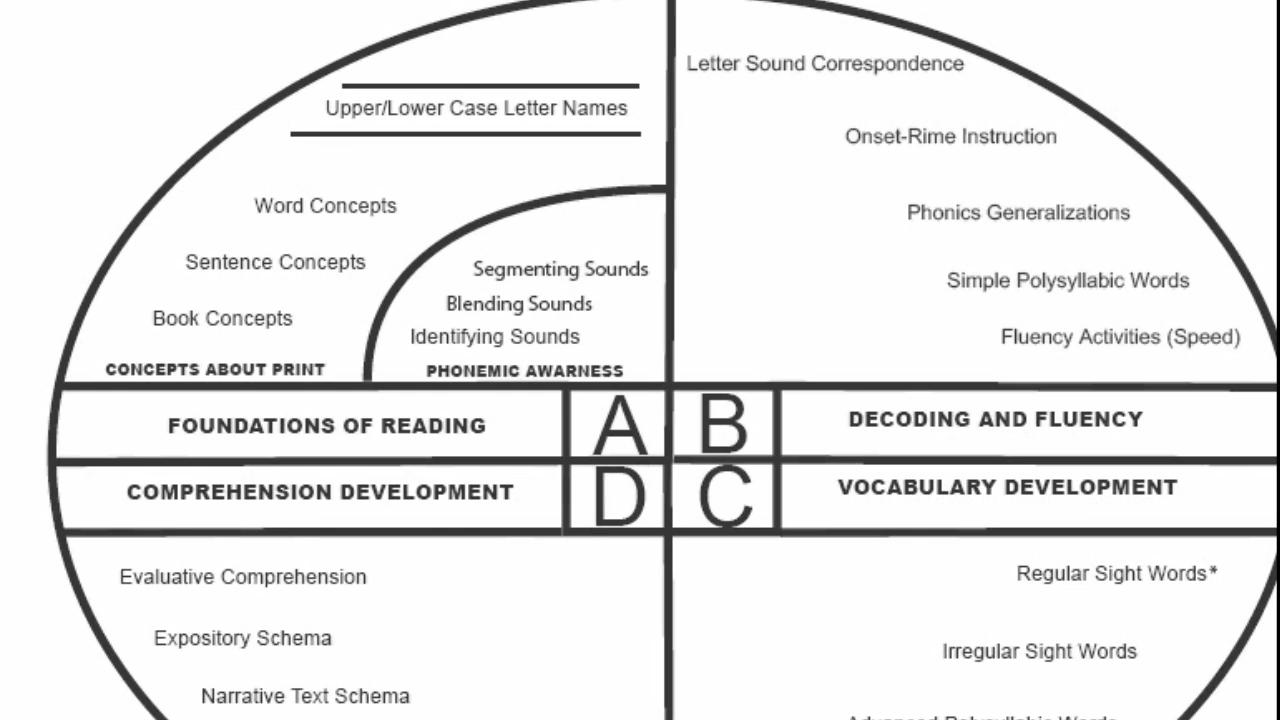 Letter Sound Correspondence
Upper/Lower Case Letter Names
Onset-Rime Instruction
Word Concepts
Phonics Generalizations
Sentence Concepts
Segmenting Sounds
Simple Polysyllabic Words
Blending Sounds
Book Concepts
Identifying Sounds
Fluency Activities (Speed)
CONCEPTS ABOUT PRINT
PHONEMIC AWARNESS
FOUNDATIONS OF READING
A
B
DECODING AND FLUENCY
COMPREHENSION DEVELOPMENT
D
C
VOCABULARY DEVELOPMENT
Evaluative Comprehension
Regular Sight Words*
Expository Schema
Irregular Sight Words
Narrative Text Schema
Advanced Polysyllabic Words